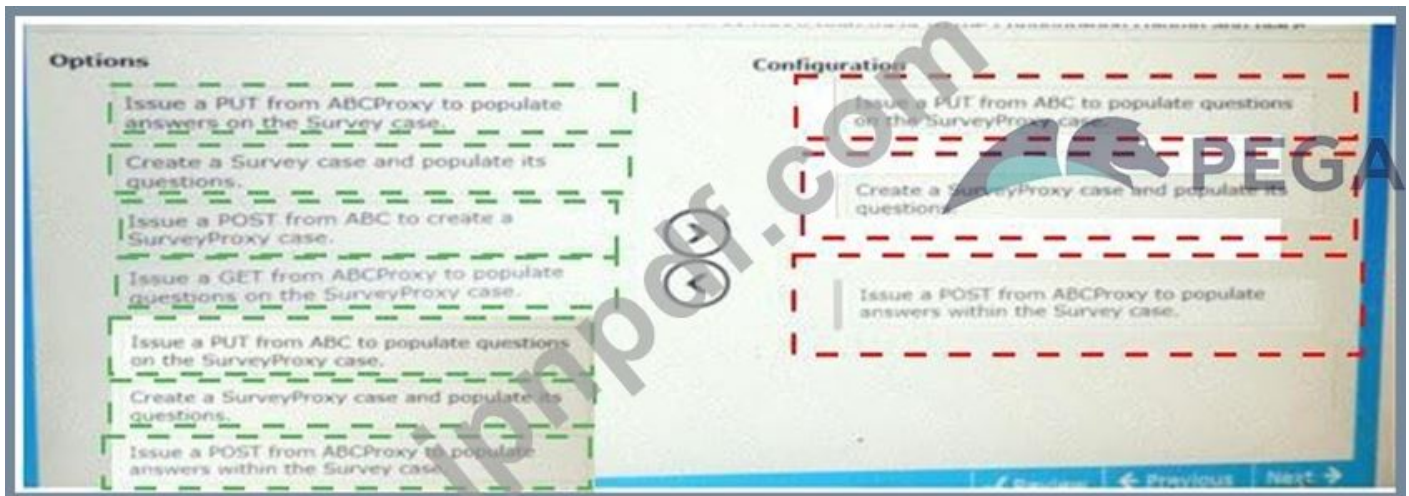 Options
Issue a PUT from ABCProxy to populate
answers on the Survey case.
Create a Survey case and populate its
questions.
Issue a POST from ABC to create a
SurveyProxy case.
Issue a GET from ABCProxy to populate
questions on the SurveyProxy case.
Issue a PUT from ABC to populate questions
on the SurveyProxy case.
Create a SurveyProxy case and populate its
questions.
Issue a POST from ABCProxy to populate
answers within the Survey case.
Configuration
Issue a PUT from ABC to populate questions
on the SurveyProxy case.
Create a SurveyProxy case and populate its
questions.
Issue a POST from ABCProxy to populate
answers within the Survey case.
PEGA
jpnpdf.com
Review
Previous
Next